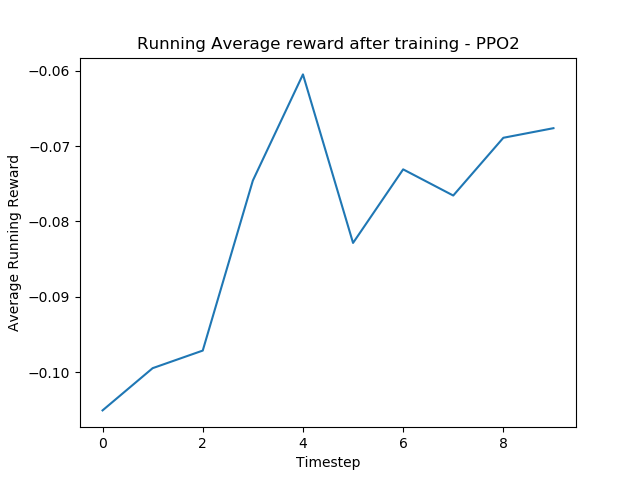 Running Average reward after training - PPO2
Average Running Reward
−0.06
−0.07
−0.08
−0.09
−0.10
0 2 4 6 8
Timestep